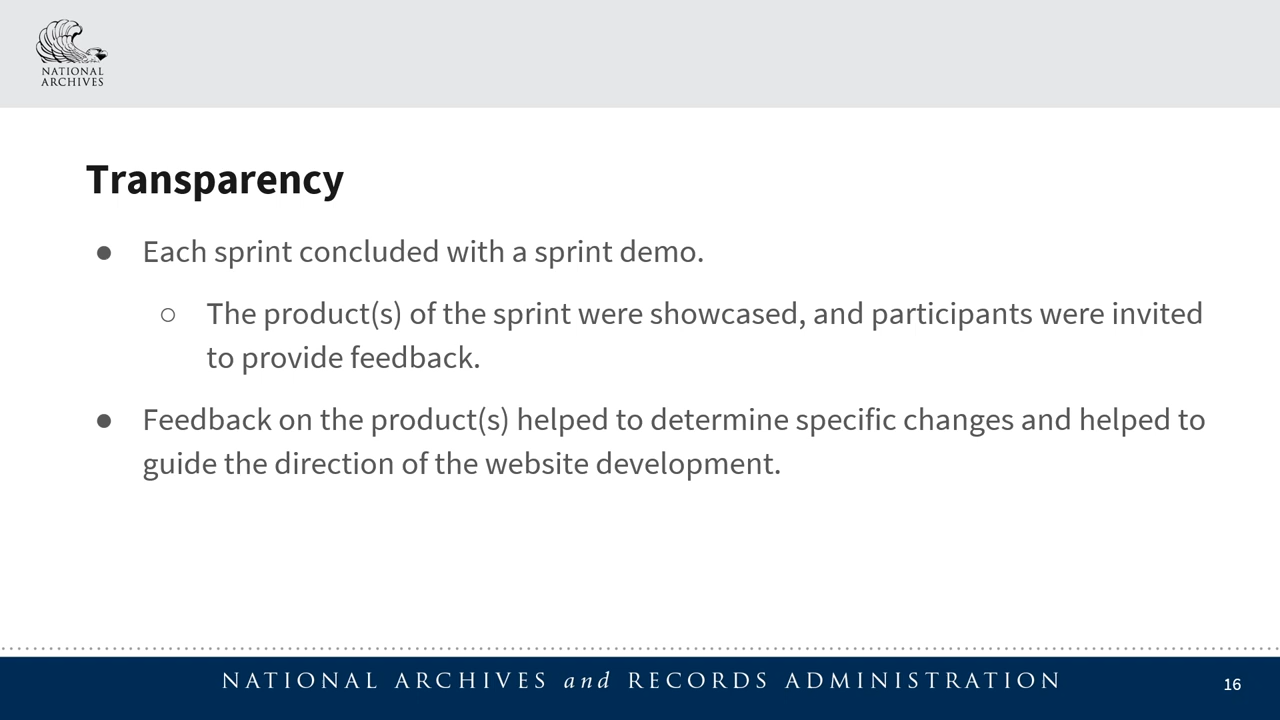 NATIONAL
ARCHIVES
Transparency
● Each sprint concluded with a sprint demo.
○ The product(s) of the sprint were showcased, and participants were invited
to provide feedback.
● Feedback on the product(s) helped to determine specific changes and helped to
guide the direction of the website development.
NATIONAL ARCHIVES and RECORDS ADMINISTRATION
16